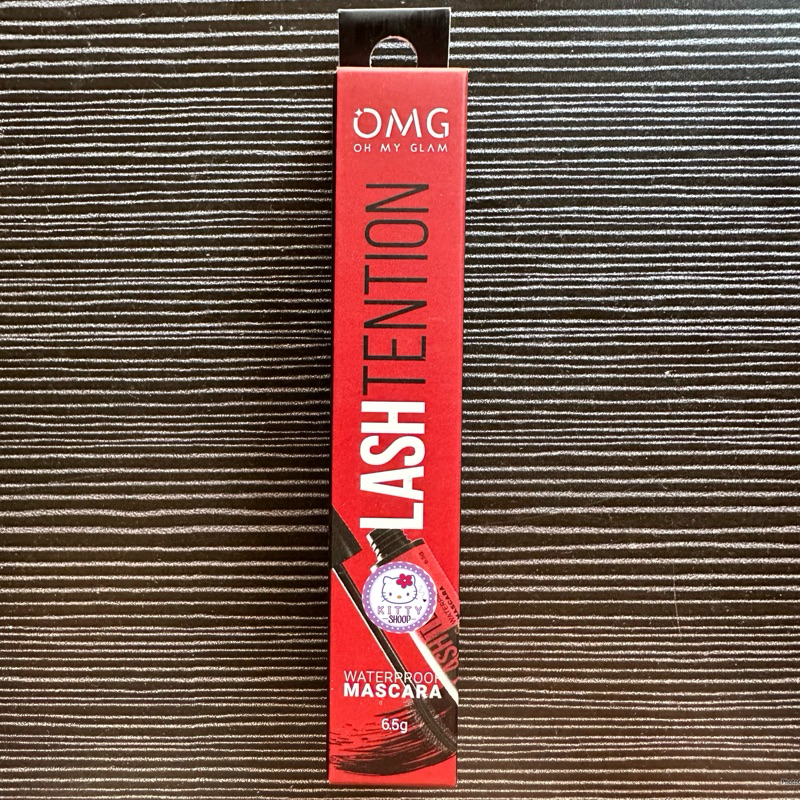 OMG
OH MY GLAM
LASHTENTION
KITTY
SHOOP
WATERPROOF
MASCARA
6.5g